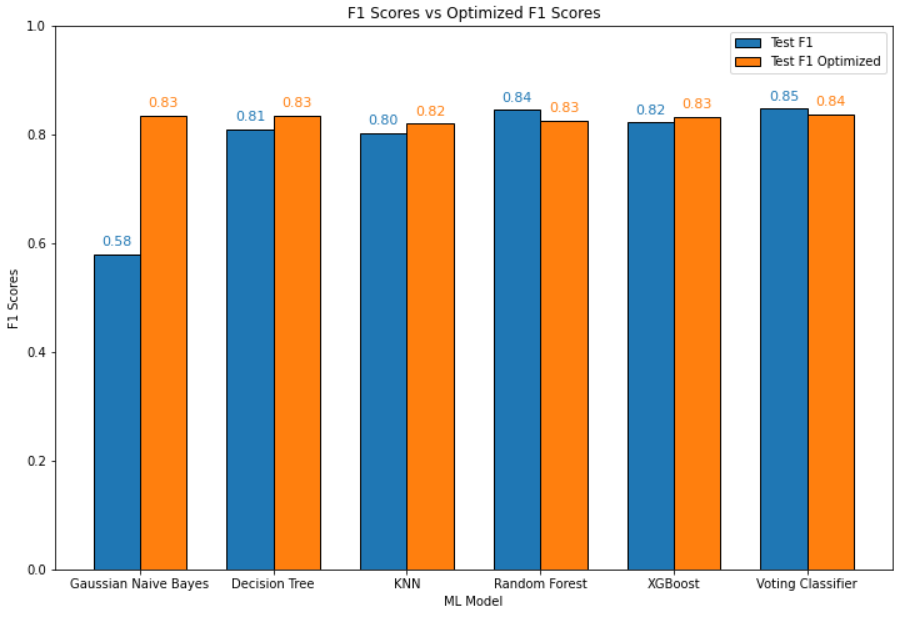 F1 Scores vs Optimized F1 Scores
1.0
0.8
0.6
0.4
0.2
0.0
F1 Scores
Test F1
Test F1 Optimized
0.58
0.83
0.81
0.83
0.80
0.82
0.84
0.83
0.82
0.83
0.85
0.84
Gaussian Naive Bayes
Decision Tree
KNN
Random Forest
XGBoost
Voting Classifier
ML Model